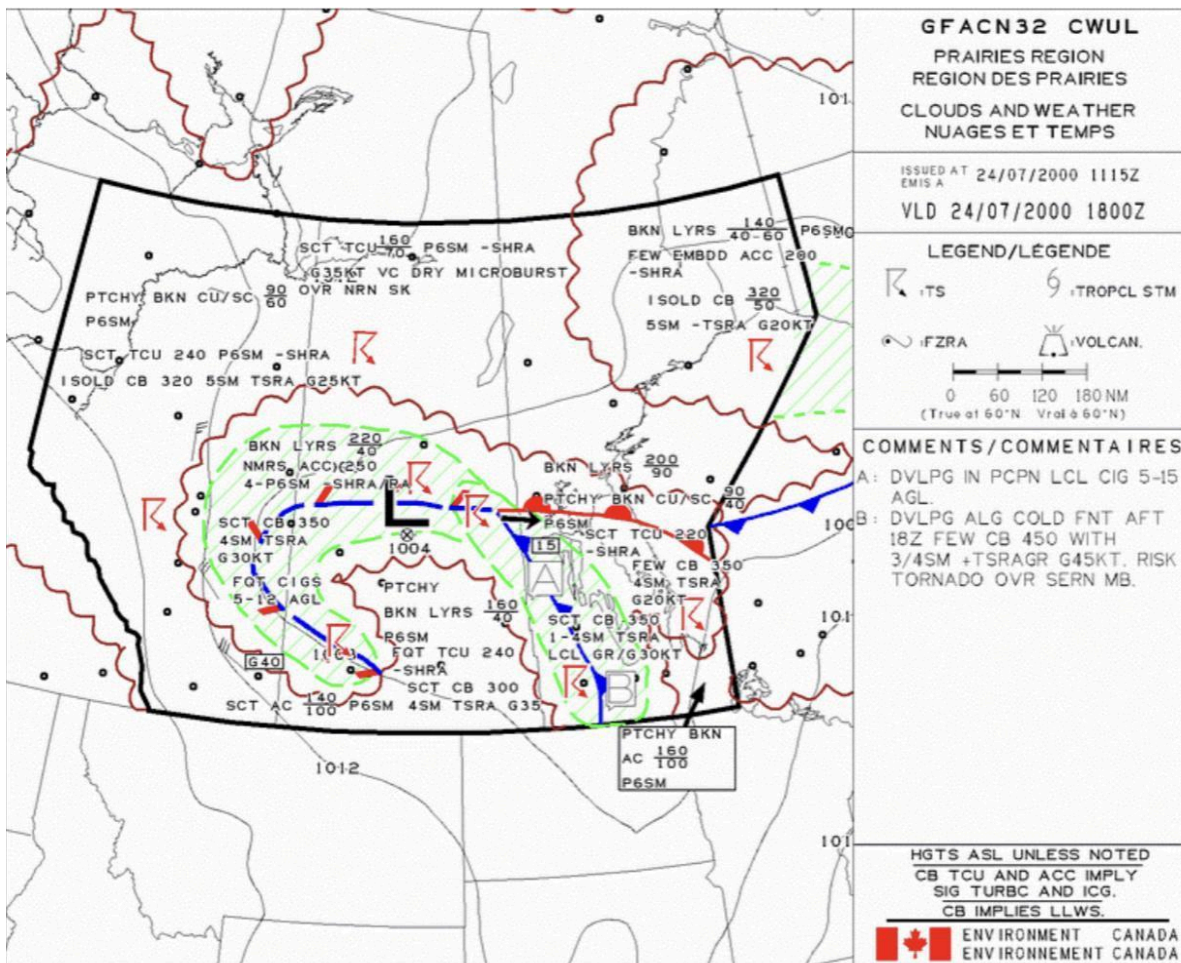 GFACN32 CWUL
PRAIRIES REGION
REGION DES PRAIRIES
CLOUDS AND WEATHER
NUAGES ET TEMPS
ISSUED AT 24/07/2000 1115Z
EMIS A
VLD 24/07/2000 1800Z
LEGEND/LÉGENDE
:TS
:TROPCL STM
:FZRA
:VOLCAN.
0 60 120 180 NM
(True at 60°N Vrai à 60°N)
COMMENTS/COMMENTAIRES
A: DVLPG IN PCPN LCL CIG 5-15
AGL.
B: DVLPG ALG COLD FNT AFT
18Z FEW CB 450 WITH
3/4SM +TSRAGR G45KT. RISK
TORNADO OVR SERN MB.
HGTS ASL UNLESS NOTED
CB TCU AND ACC IMPLY
SIG TURBC AND ICG.
CB IMPLIES LLWS.
ENVIRONMENT CANADA
ENVIRONNEMENT CANADA
SCT TCU 160/70 P6SM -SHRA
G35KT VC DRY MICROBURST
OVR NRN SK
PTCHY BKN CU/SC 90/60
P6SM
SCT TCU 240 P6SM -SHRA
ISOLD CB 320 5SM TSRA G25KT
BKN LYRS 140/40-60 P6SM
FEW EMBDD ACC 280
-SHRA
ISOLD CB 320/50
5SM -TSRA G20KT
BKN LYRS 220/40
NMRS ACC 250
4-P6SM -SHRA/RA
SCT CB 350
4SM TSRA
G30KT
FQT CIGS
5-12 AGL
L
1004
BKN LYRS 200/90
PTCHY BKN CU/SC 90/40
P6SM
SCT TCU 220
-SHRA
FEW CB 350
4SM TSRA
G20KT
15
A
SCT CB 350
1-4SM TSRA
LCL GR/G30KT
B
PTCHY
BKN LYRS 160/40
P6SM
FQT TCU 240
-SHRA
SCT CB 300
4SM TSRA G35
G40
SCT AC 140/100 P6SM
PTCHY BKN
AC 160/100
P6SM
1012